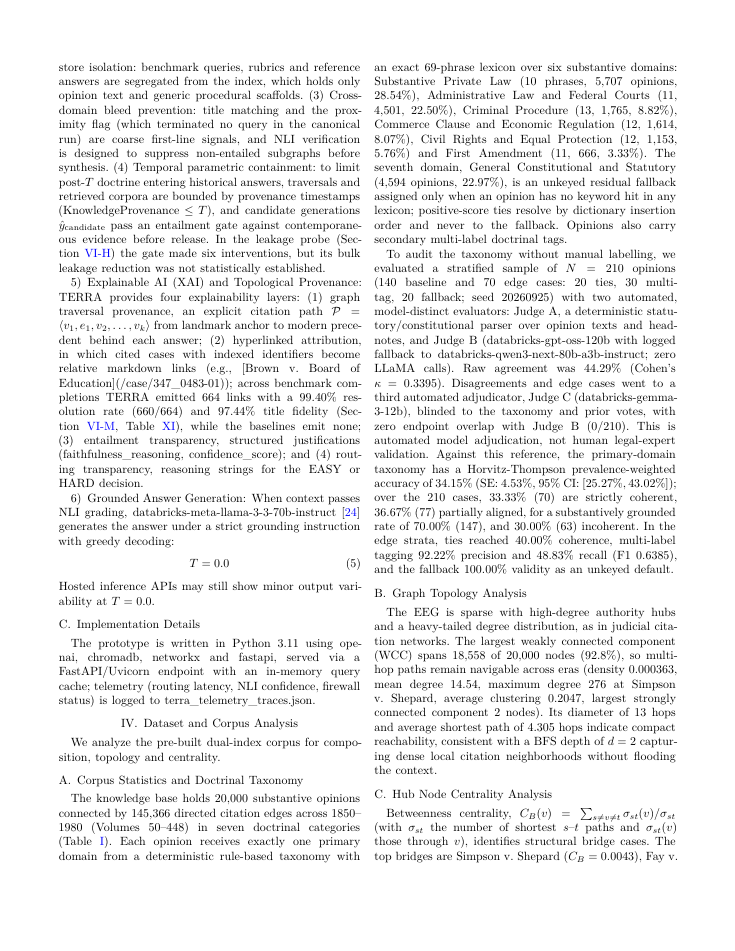 store isolation: benchmark queries, rubrics and reference
answers are segregated from the index, which holds only
opinion text and generic procedural scaffolds. (3) Cross-
domain bleed prevention: title matching and the prox-
imity flag (which terminated no query in the canonical
run) are coarse first-line signals, and NLI verification
is designed to suppress non-entailed subgraphs before
synthesis. (4) Temporal parametric containment: to limit
post-T doctrine entering historical answers, traversals and
retrieved corpora are bounded by provenance timestamps
(KnowledgeProvenance ≤ T), and candidate generations
ŷcandidate pass an entailment gate against contemporane-
ous evidence before release. In the leakage probe (Sec-
tion VI-H) the gate made six interventions, but its bulk
leakage reduction was not statistically established.
5) Explainable AI (XAI) and Topological Provenance:
TERRA provides four explainability layers: (1) graph
traversal provenance, an explicit citation path P =
⟨v1, e1, v2, . . . , vk⟩ from landmark anchor to modern prece-
dent behind each answer; (2) hyperlinked attribution,
in which cited cases with indexed identifiers become
relative markdown links (e.g., [Brown v. Board of
Education](/case/347_0483-01)); across benchmark com-
pletions TERRA emitted 664 links with a 99.40% res-
olution rate (660/664) and 97.44% title fidelity (Sec-
tion VI-M, Table XI), while the baselines emit none;
(3) entailment transparency, structured justifications
(faithfulness_reasoning, confidence_score); and (4) rout-
ing transparency, reasoning strings for the EASY or
HARD decision.
6) Grounded Answer Generation: When context passes
NLI grading, databricks-meta-llama-3-3-70b-instruct [24]
generates the answer under a strict grounding instruction
with greedy decoding:
T = 0.0 (5)
Hosted inference APIs may still show minor output vari-
ability at T = 0.0.
C. Implementation Details
The prototype is written in Python 3.11 using ope-
nai, chromadb, networkx and fastapi, served via a
FastAPI/Uvicorn endpoint with an in-memory query
cache; telemetry (routing latency, NLI confidence, firewall
status) is logged to terra_telemetry_traces.json.
IV. Dataset and Corpus Analysis
We analyze the pre-built dual-index corpus for compo-
sition, topology and centrality.
A. Corpus Statistics and Doctrinal Taxonomy
The knowledge base holds 20,000 substantive opinions
connected by 145,366 directed citation edges across 1850–
1980 (Volumes 50–448) in seven doctrinal categories
(Table I). Each opinion receives exactly one primary
domain from a deterministic rule-based taxonomy with
an exact 69-phrase lexicon over six substantive domains:
Substantive Private Law (10 phrases, 5,707 opinions,
28.54%), Administrative Law and Federal Courts (11,
4,501, 22.50%), Criminal Procedure (13, 1,765, 8.82%),
Commerce Clause and Economic Regulation (12, 1,614,
8.07%), Civil Rights and Equal Protection (12, 1,153,
5.76%) and First Amendment (11, 666, 3.33%). The
seventh domain, General Constitutional and Statutory
(4,594 opinions, 22.97%), is an unkeyed residual fallback
assigned only when an opinion has no keyword hit in any
lexicon; positive-score ties resolve by dictionary insertion
order and never to the fallback. Opinions also carry
secondary multi-label doctrinal tags.
To audit the taxonomy without manual labelling, we
evaluated a stratified sample of N = 210 opinions
(140 baseline and 70 edge cases: 20 ties, 30 multi-
tag, 20 fallback; seed 20260925) with two automated,
model-distinct evaluators: Judge A, a deterministic statu-
tory/constitutional parser over opinion texts and head-
notes, and Judge B (databricks-gpt-oss-120b with logged
fallback to databricks-qwen3-next-80b-a3b-instruct; zero
LLaMA calls). Raw agreement was 44.29% (Cohen's
κ = 0.3395). Disagreements and edge cases went to a
third automated adjudicator, Judge C (databricks-gemma-
3-12b), blinded to the taxonomy and prior votes, with
zero endpoint overlap with Judge B (0/210). This is
automated model adjudication, not human legal-expert
validation. Against this reference, the primary-domain
taxonomy has a Horvitz-Thompson prevalence-weighted
accuracy of 34.15% (SE: 4.53%, 95% CI: [25.27%, 43.02%]);
over the 210 cases, 33.33% (70) are strictly coherent,
36.67% (77) partially aligned, for a substantively grounded
rate of 70.00% (147), and 30.00% (63) incoherent. In the
edge strata, ties reached 40.00% coherence, multi-label
tagging 92.22% precision and 48.83% recall (F1 0.6385),
and the fallback 100.00% validity as an unkeyed default.
B. Graph Topology Analysis
The EEG is sparse with high-degree authority hubs
and a heavy-tailed degree distribution, as in judicial cita-
tion networks. The largest weakly connected component
(WCC) spans 18,558 of 20,000 nodes (92.8%), so multi-
hop paths remain navigable across eras (density 0.000363,
mean degree 14.54, maximum degree 276 at Simpson
v. Shepard, average clustering 0.2047, largest strongly
connected component 2 nodes). Its diameter of 13 hops
and average shortest path of 4.305 hops indicate compact
reachability, consistent with a BFS depth of d = 2 captur-
ing dense local citation neighborhoods without flooding
the context.
C. Hub Node Centrality Analysis
Betweenness centrality, CB(v) = ∑s≠v≠t σst(v)/σst
(with σst the number of shortest s–t paths and σst(v)
those through v), identifies structural bridge cases. The
top bridges are Simpson v. Shepard (CB = 0.0043), Fay v.